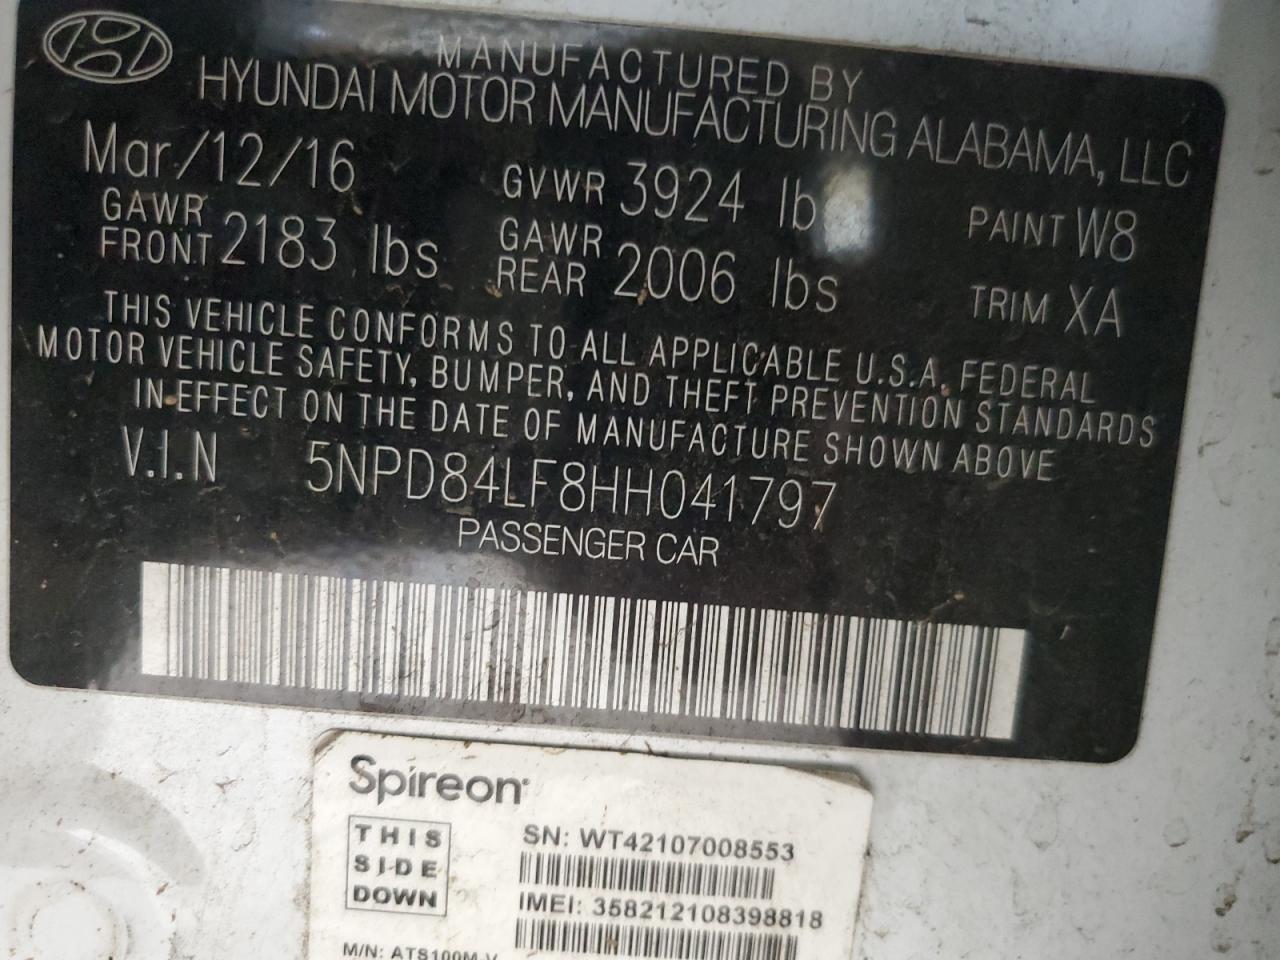 MANUFACTURED BY
HYUNDAI MOTOR MANUFACTURING ALABAMA, LLC
Mar/12/16 GVWR 3924 lb PAINT W8
GAWR FRONT 2183 lbs GAWR REAR 2006 lbs TRIM XA
THIS VEHICLE CONFORMS TO ALL APPLICABLE U.S.A. FEDERAL
MOTOR VEHICLE SAFETY, BUMPER, AND THEFT PREVENTION STANDARDS
IN EFFECT ON THE DATE OF MANUFACTURE SHOWN ABOVE
V.I.N 5NPD84LF8HH041797
PASSENGER CAR
Spireon
THIS
SIDE
DOWN
SN: WT42107008553
IMEI: 358212108398818
M/N: ATS100M-V